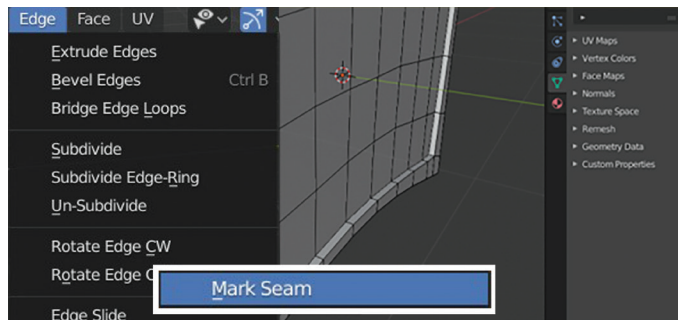 Edge Face UV
Extrude Edges
Bevel Edges Ctrl B
Bridge Edge Loops
Subdivide
Subdivide Edge-Ring
Un-Subdivide
Rotate Edge CW
Rotate Edge C
Edge Slide
Mark Seam
UV Maps
Vertex Colors
Face Maps
Normals
Texture Space
Remesh
Geometry Data
Custom Properties